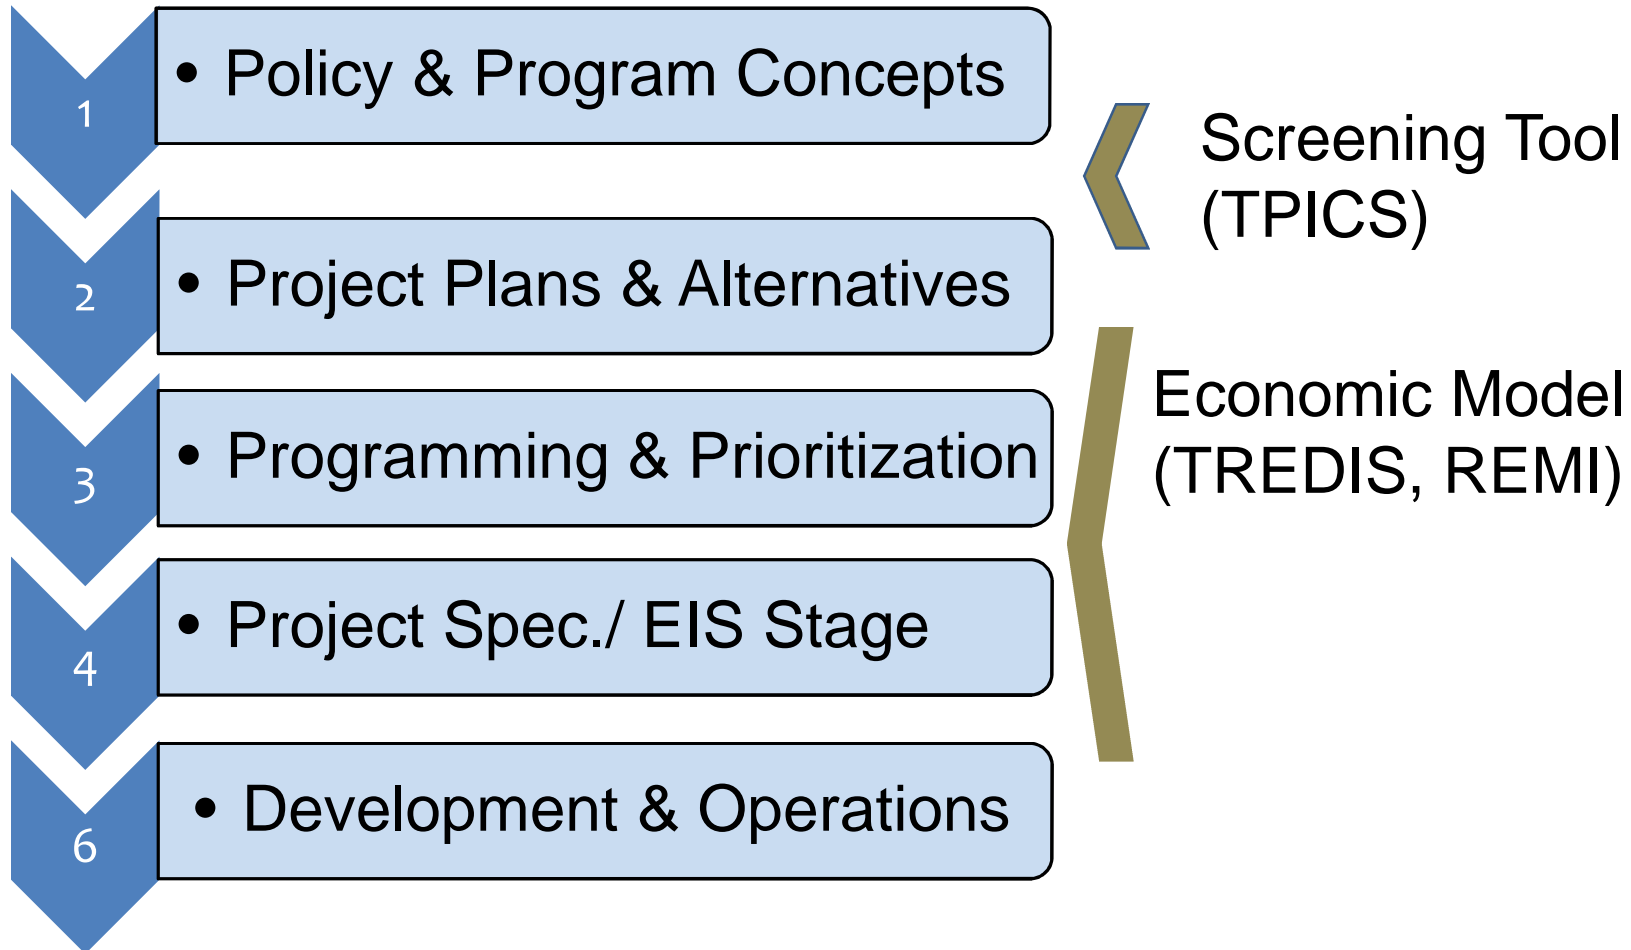 1
• Policy & Program Concepts
Screening Tool
(TPICS)
2
• Project Plans & Alternatives
3
• Programming & Prioritization
Economic Model
(TREDIS, REMI)
4
• Project Spec./ EIS Stage
6
• Development & Operations